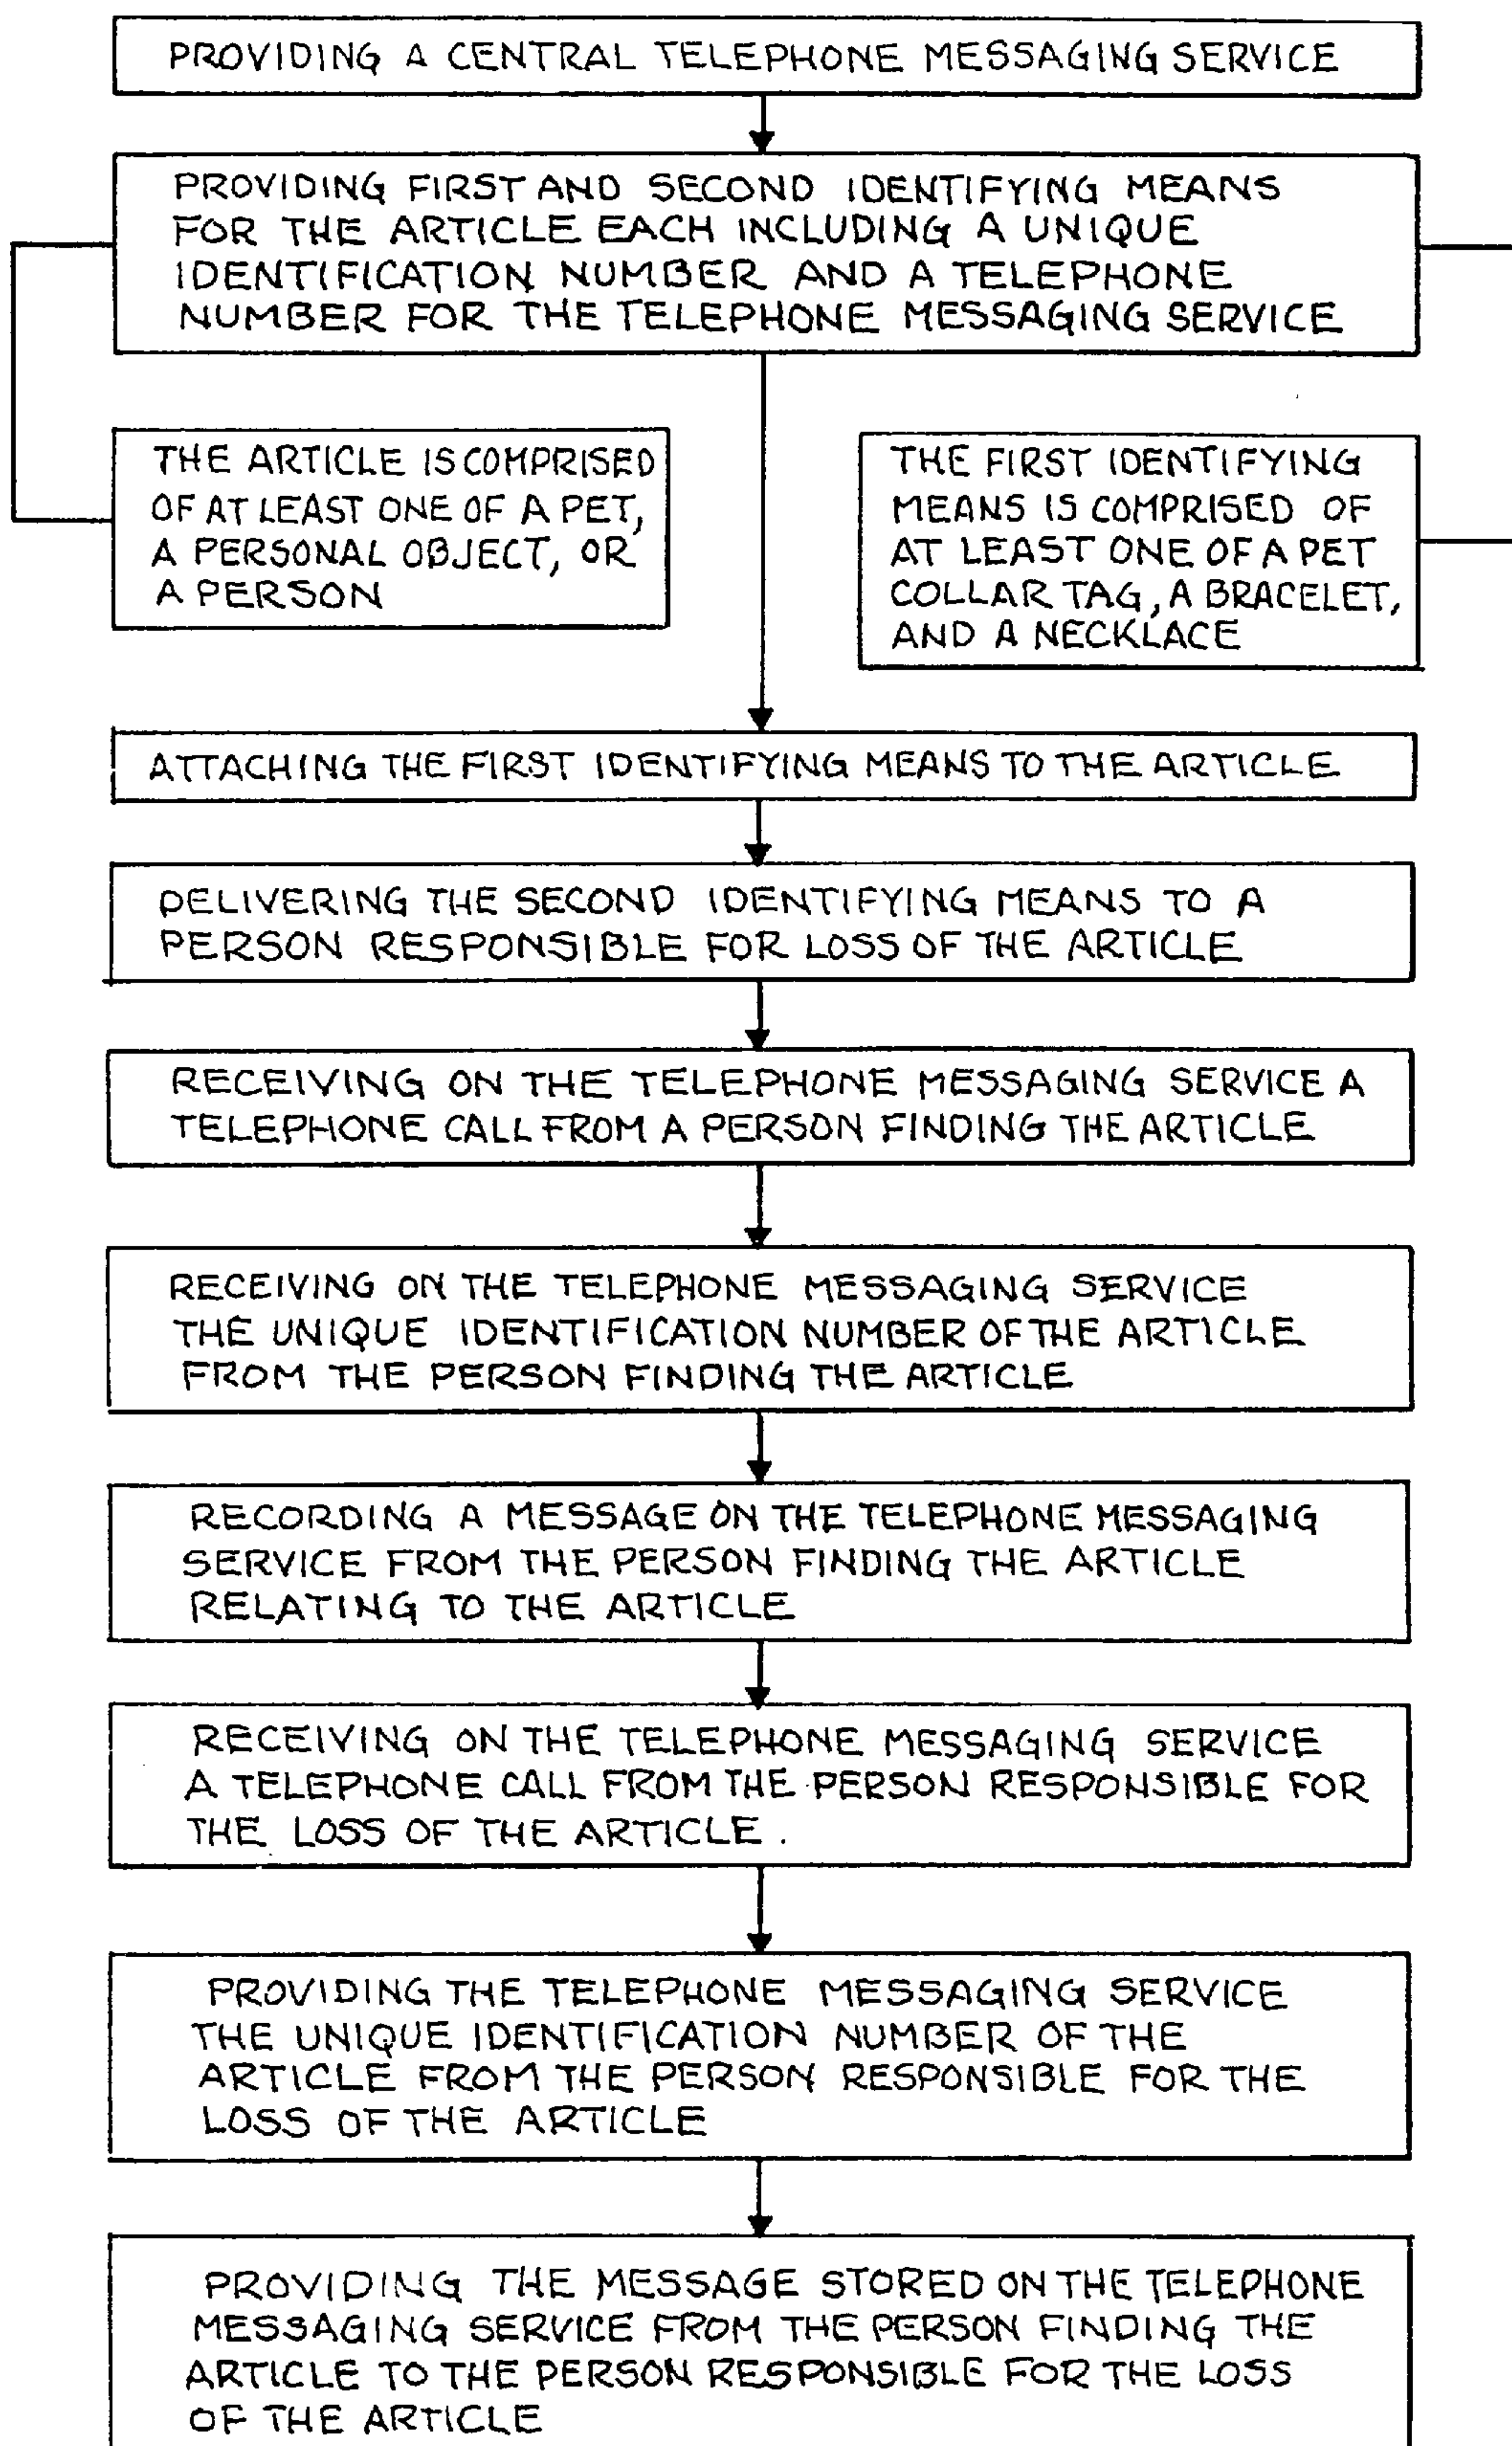 PROVIDING A CENTRAL TELEPHONE MESSAGING SERVICE
PROVIDING FIRST AND SECOND IDENTIFYING MEANS
FOR THE ARTICLE EACH INCLUDING A UNIQUE
IDENTIFICATION NUMBER AND A TELEPHONE
NUMBER FOR THE TELEPHONE MESSAGING SERVICE
THE ARTICLE IS COMPRISED
OF AT LEAST ONE OF A PET,
A PERSONAL OBJECT, OR
A PERSON
THE FIRST IDENTIFYING
MEANS IS COMPRISED OF
AT LEAST ONE OF A PET
COLLAR TAG, A BRACELET,
AND A NECKLACE
ATTACHING THE FIRST IDENTIFYING MEANS TO THE ARTICLE
DELIVERING THE SECOND IDENTIFYING MEANS TO A
PERSON RESPONSIBLE FOR LOSS OF THE ARTICLE
RECEIVING ON THE TELEPHONE MESSAGING SERVICE A
TELEPHONE CALL FROM A PERSON FINDING THE ARTICLE
RECEIVING ON THE TELEPHONE MESSAGING SERVICE
THE UNIQUE IDENTIFICATION NUMBER OF THE ARTICLE
FROM THE PERSON FINDING THE ARTICLE
RECORDING A MESSAGE ON THE TELEPHONE MESSAGING
SERVICE FROM THE PERSON FINDING THE ARTICLE
RELATING TO THE ARTICLE
RECEIVING ON THE TELEPHONE MESSAGING SERVICE
A TELEPHONE CALL FROM THE PERSON RESPONSIBLE FOR
THE LOSS OF THE ARTICLE.
PROVIDING THE TELEPHONE MESSAGING SERVICE
THE UNIQUE IDENTIFICATION NUMBER OF THE
ARTICLE FROM THE PERSON RESPONSIBLE FOR THE
LOSS OF THE ARTICLE
PROVIDING THE MESSAGE STORED ON THE TELEPHONE
MESSAGING SERVICE FROM THE PERSON FINDING THE
ARTICLE TO THE PERSON RESPONSIBLE FOR THE LOSS
OF THE ARTICLE